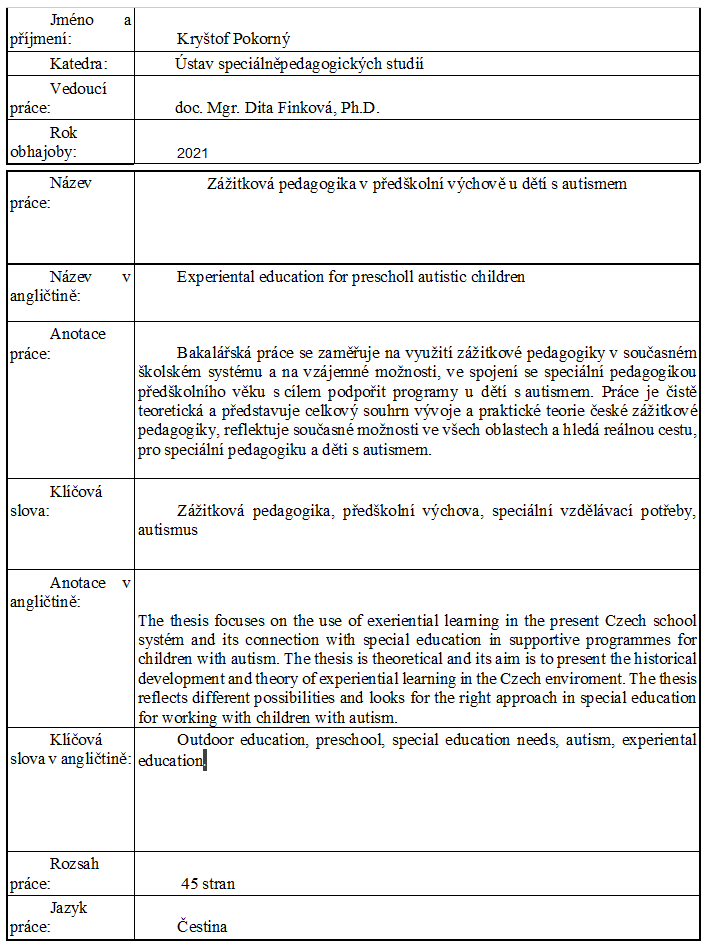 Jméno a
příjmení:
Kryštof Pokorný
Katedra:
Ústav speciálněpedagogických studií
Vedoucí
práce:
doc. Mgr. Dita Finková, Ph.D.
Rok
obhajoby:
2021
Název
práce:
Zážitková pedagogika v předškolní výchově u dětí s autismem
Název v
angličtině:
Experiental education for prescholl autistic children
Anotace
práce:
Bakalářská práce se zaměřuje na využití zážitkové pedagogiky v současném
školském systému a na vzájemné možnosti, ve spojení se speciální pedagogikou
předškolního věku s cílem podpořit programy u dětí s autismem. Práce je čistě
teoretická a představuje celkový souhrn vývoje a praktické teorie české zážitkové
pedagogiky, reflektuje současné možnosti ve všech oblastech a hledá reálnou cestu,
pro speciální pedagogiku a děti s autismem.
Klíčová
slova:
Zážitková pedagogika, předškolní výchova, speciální vzdělávací potřeby,
autismus
Anotace v
angličtině:
The thesis focuses on the use of exeriential learning in the present Czech school
systém and its connection with special education in supportive programmes for
children with autism. The thesis is theoretical and its aim is to present the historical
development and theory of experiential learning in the Czech enviroment. The thesis
reflects different possibilities and looks for the right approach in special education
for working with children with autism.
Klíčová
slova v angličtině:
Outdoor education, preschool, special education needs, autism, experiental
education.
Rozsah
práce:
45 stran
Jazyk
práce:
Čestina